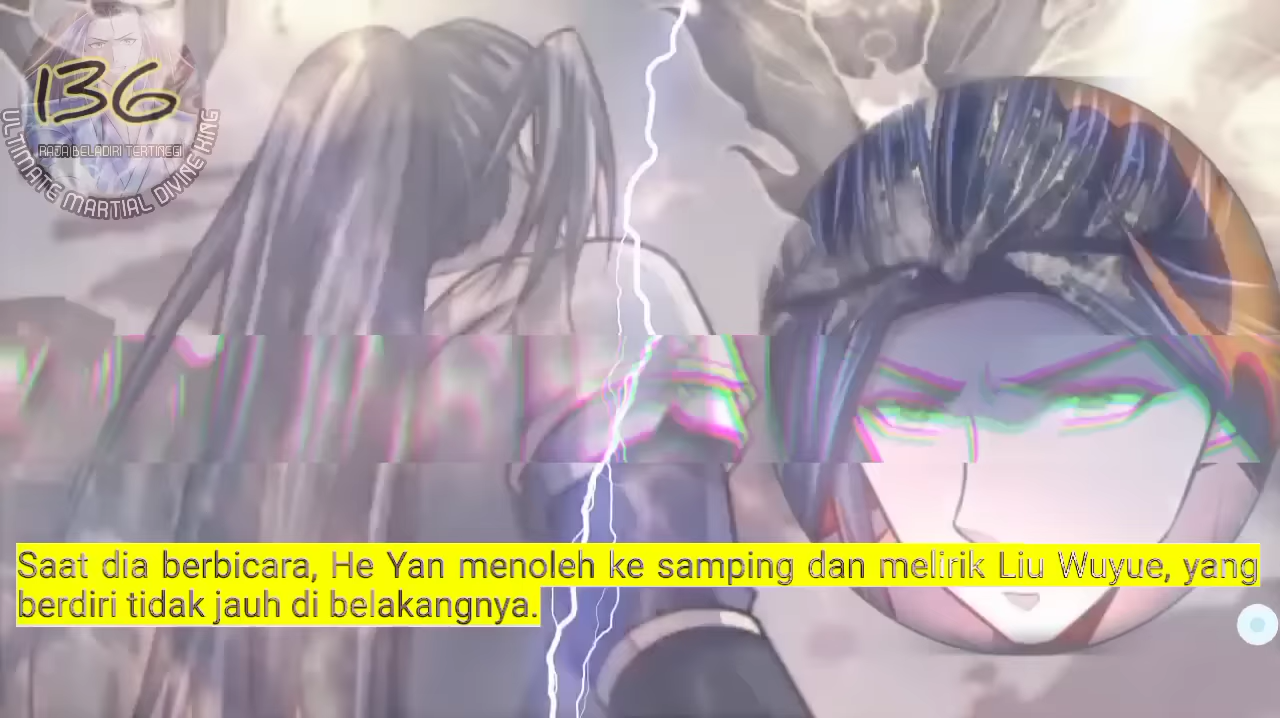 136
RAJA BELADIRI TERTINGGI
ULTIMATE MARTIAL DIVINE KING
Saat dia berbicara, He Yan menoleh ke samping dan melirik Liu Wuyue, yang
berdiri tidak jauh di belakangnya.